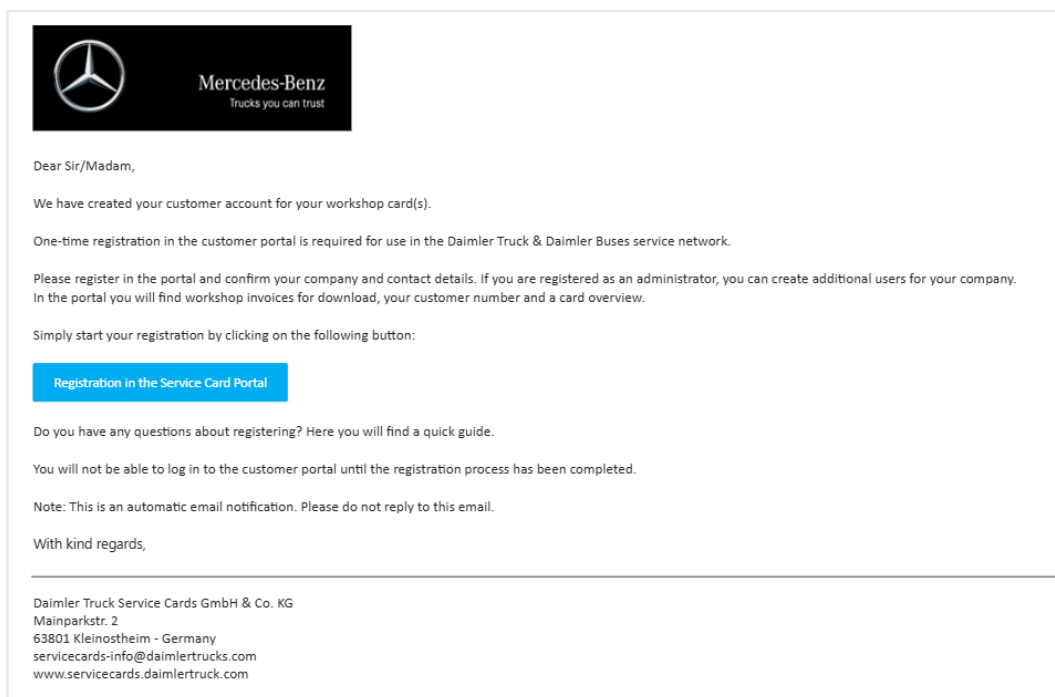 Mercedes-Benz
Trucks you can trust
Dear Sir/Madam,
We have created your customer account for your workshop card(s).
One-time registration in the customer portal is required for use in the Daimler Truck & Daimler Buses service network.
Please register in the portal and confirm your company and contact details. If you are registered as an administrator, you can create additional users for your company.
In the portal you will find workshop invoices for download, your customer number and a card overview.
Simply start your registration by clicking on the following button:
Registration in the Service Card Portal
Do you have any questions about registering? Here you will find a quick guide.
You will not be able to log in to the customer portal until the registration process has been completed.
Note: This is an automatic email notification. Please do not reply to this email.
With kind regards,
Daimler Truck Service Cards GmbH & Co. KG
Mainparkstr. 2
63801 Kleinostheim - Germany
servicecards-info@daimlertrucks.com
www.servicecards.daimlertruck.com